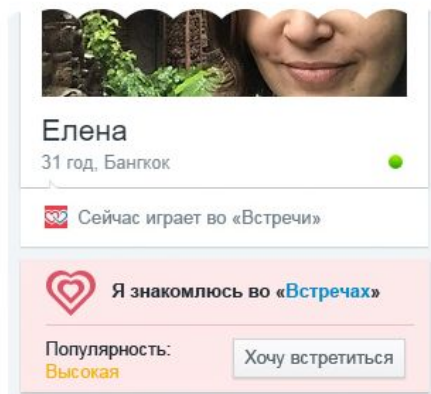 Елена
31 год, Бангкок
Сейчас играет во «Встречи»
Я знакомлюсь во «Встречах»
Популярность:
Высокая
Хочу встретиться